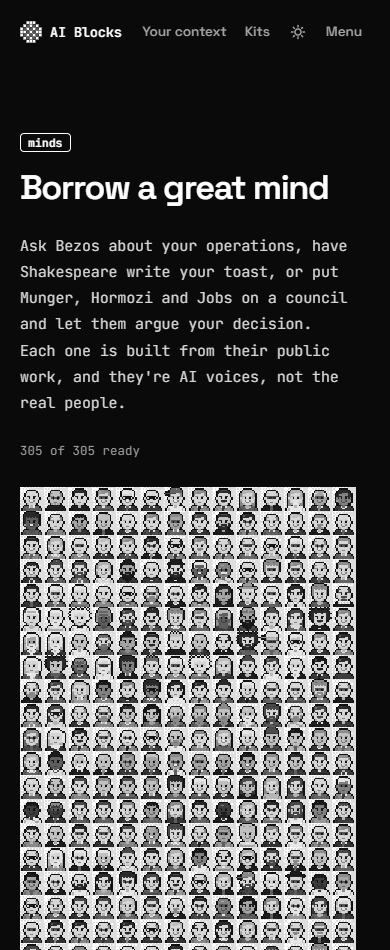 AI Blocks Your context Kits Menu
minds
Borrow a great mind
Ask Bezos about your operations, have
Shakespeare write your toast, or put
Munger, Hormozi and Jobs on a council
and let them argue your decision.
Each one is built from their public
work, and they're AI voices, not the
real people.
305 of 305 ready